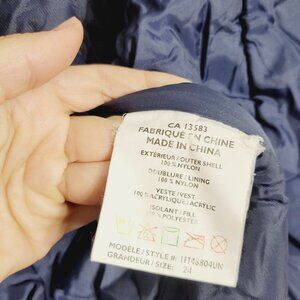 CA 13583
FABRIQUÉ EN CHINE
MADE IN CHINA
EXTÉRIEUR / OUTER SHELL
100 % NYLON
DOUBLURE / LINING
100 % NYLON
VESTE / VEST
100 % ACRYLIQUE / ACRYLIC
ISOLANT / FILL
% POLYESTER
MODÈLE / STYLE #: 1FT46804UN
GRANDEUR / SIZE: 24